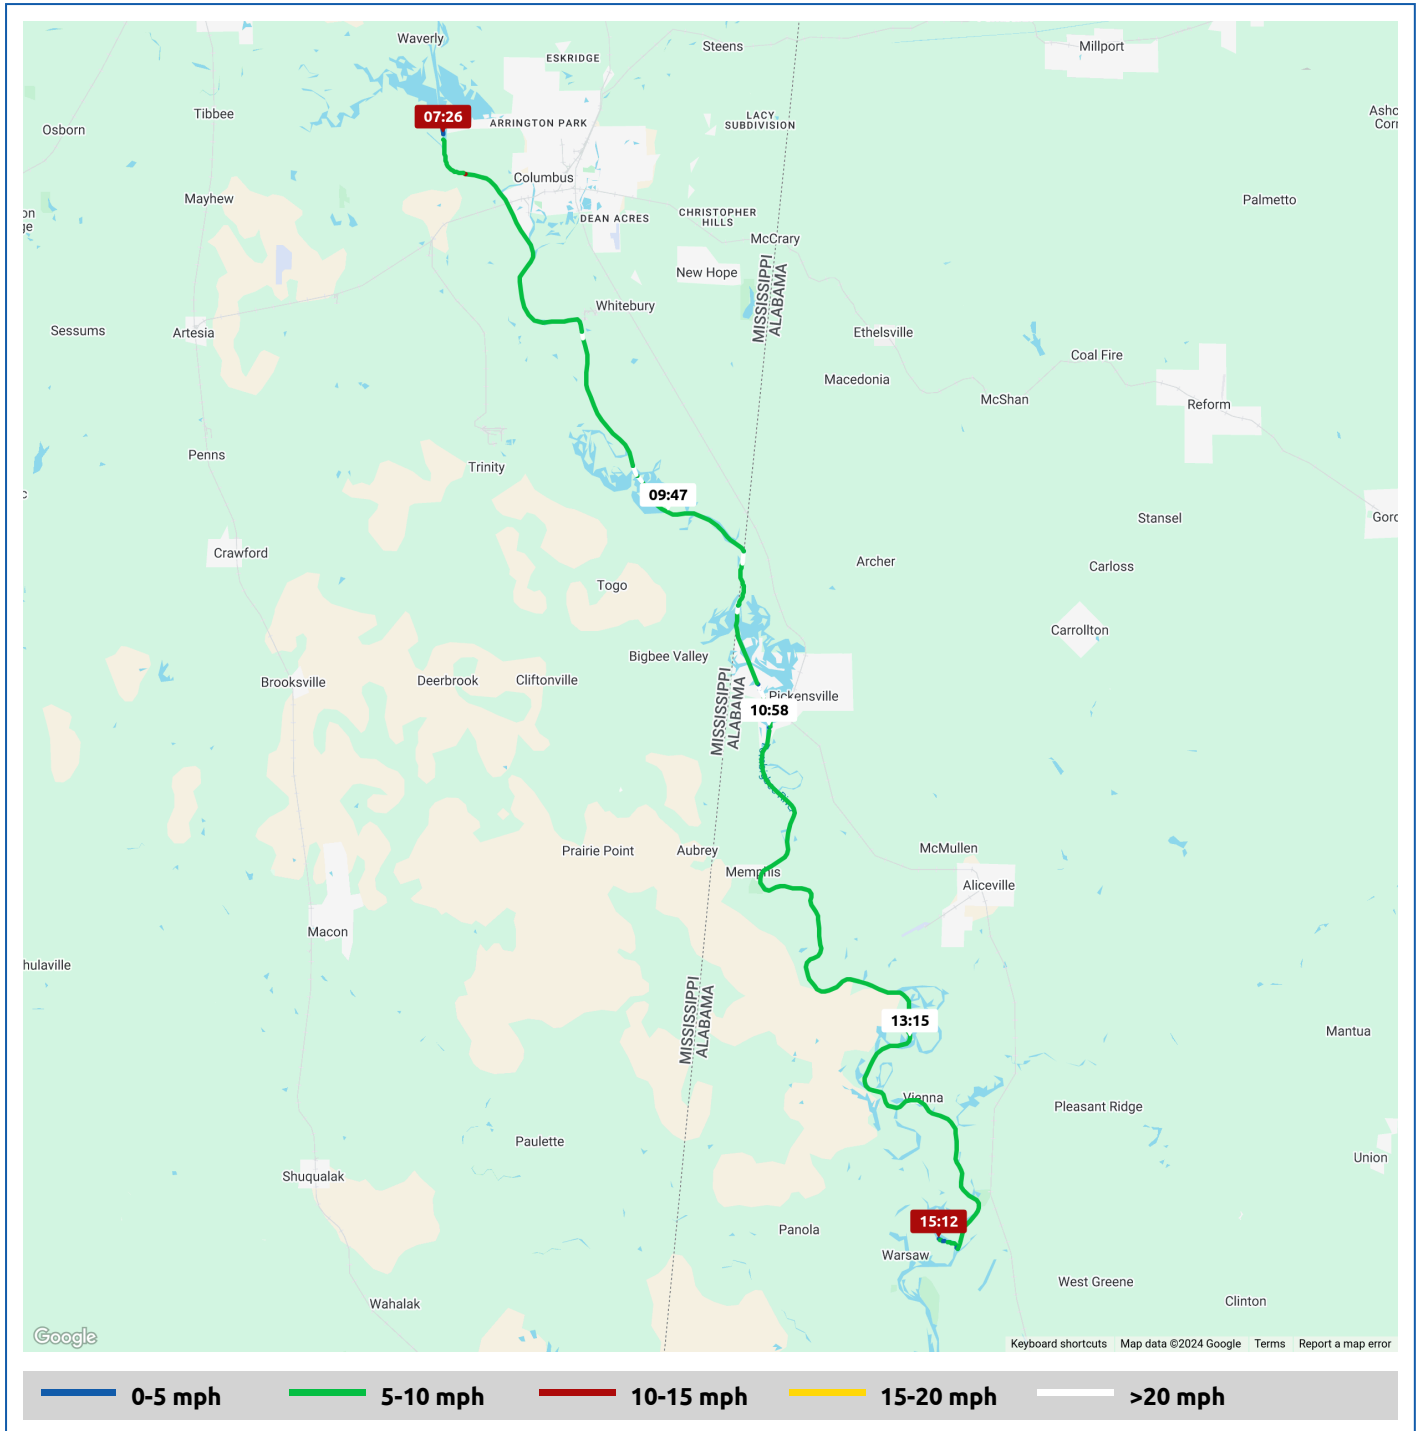 Waverly
Steens
Millport
ESKRIDGE
Tibbee
07:26
ARRINGTON PARK
LACY
SUBDIVISION
Osborn
Columbus
Mayhew
DEAN ACRES
CHRISTOPHER
HILLS
Palmetto
McCrary
New Hope
MISSISSIPPI
ALABAMA
Whitebury
Sessums
Artesia
Ethelsville
Coal Fire
Macedonia
McShan
Reform
Penns
Trinity
09:47
Stansel
Crawford
Archer
Carloss
Togo
Carrollton
Bigbee Valley
Brooksville
Deerbrook
Cliftonville
MISSISSIPPI
ALABAMA
Pickensville
10:58
Prairie Point
Aubrey
McMullen
Memphis
Aliceville
Macon
hulaville
MISSISSIPPI
ALABAMA
13:15
Mantua
Vienna
Pleasant Ridge
Paulette
Union
Shuqualak
15:12
Panola
Warsaw
West Greene
Clinton
Wahalak
Google
Keyboard shortcuts Map data ©2024 Google Terms Report a map error
0-5 mph 5-10 mph 10-15 mph 15-20 mph >20 mph